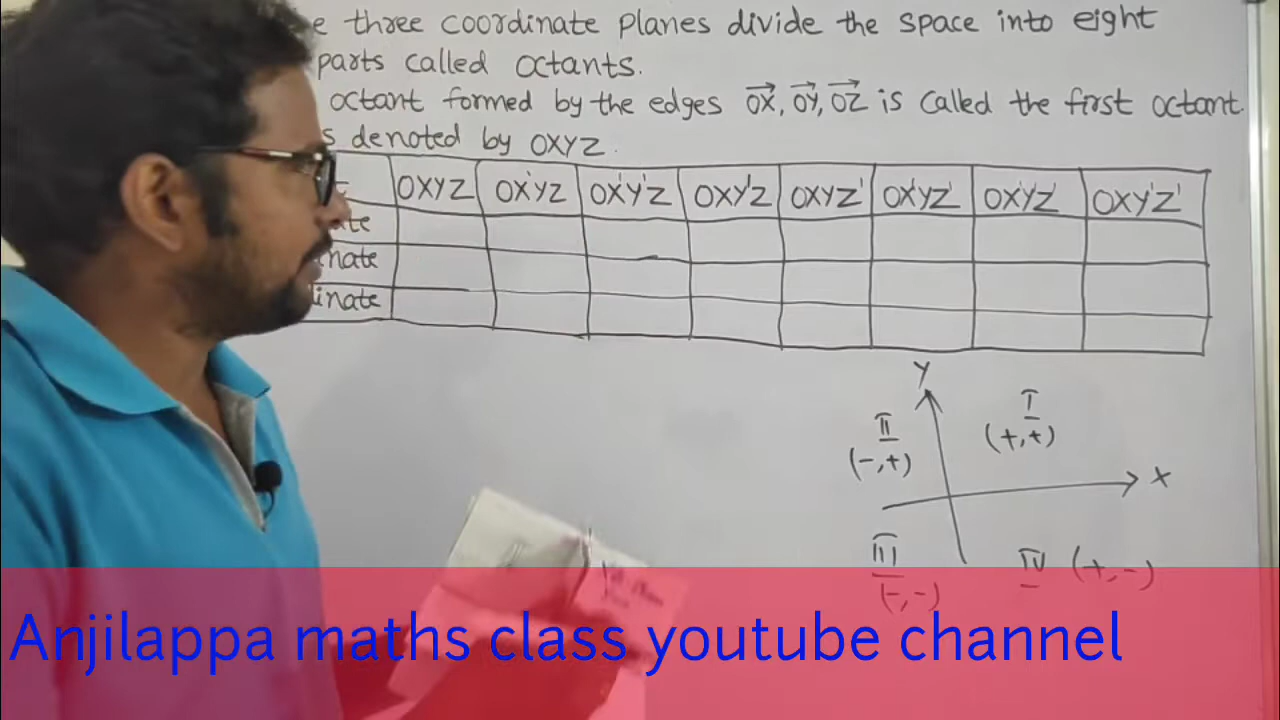 three coordinate planes divide the space into eight
parts called octants.
octant formed by the edges OX, OY, OZ is called the first octant.
denoted by OXYZ.
OXYZ OX'YZ OX'Y'Z OXY'Z OXYZ' OX'YZ' OX'Y'Z' OXY'Z'
Y
II I
(-,+) (+,+)
X
III IV (+,-)
(-,-)
Anjilappa maths class youtube channel